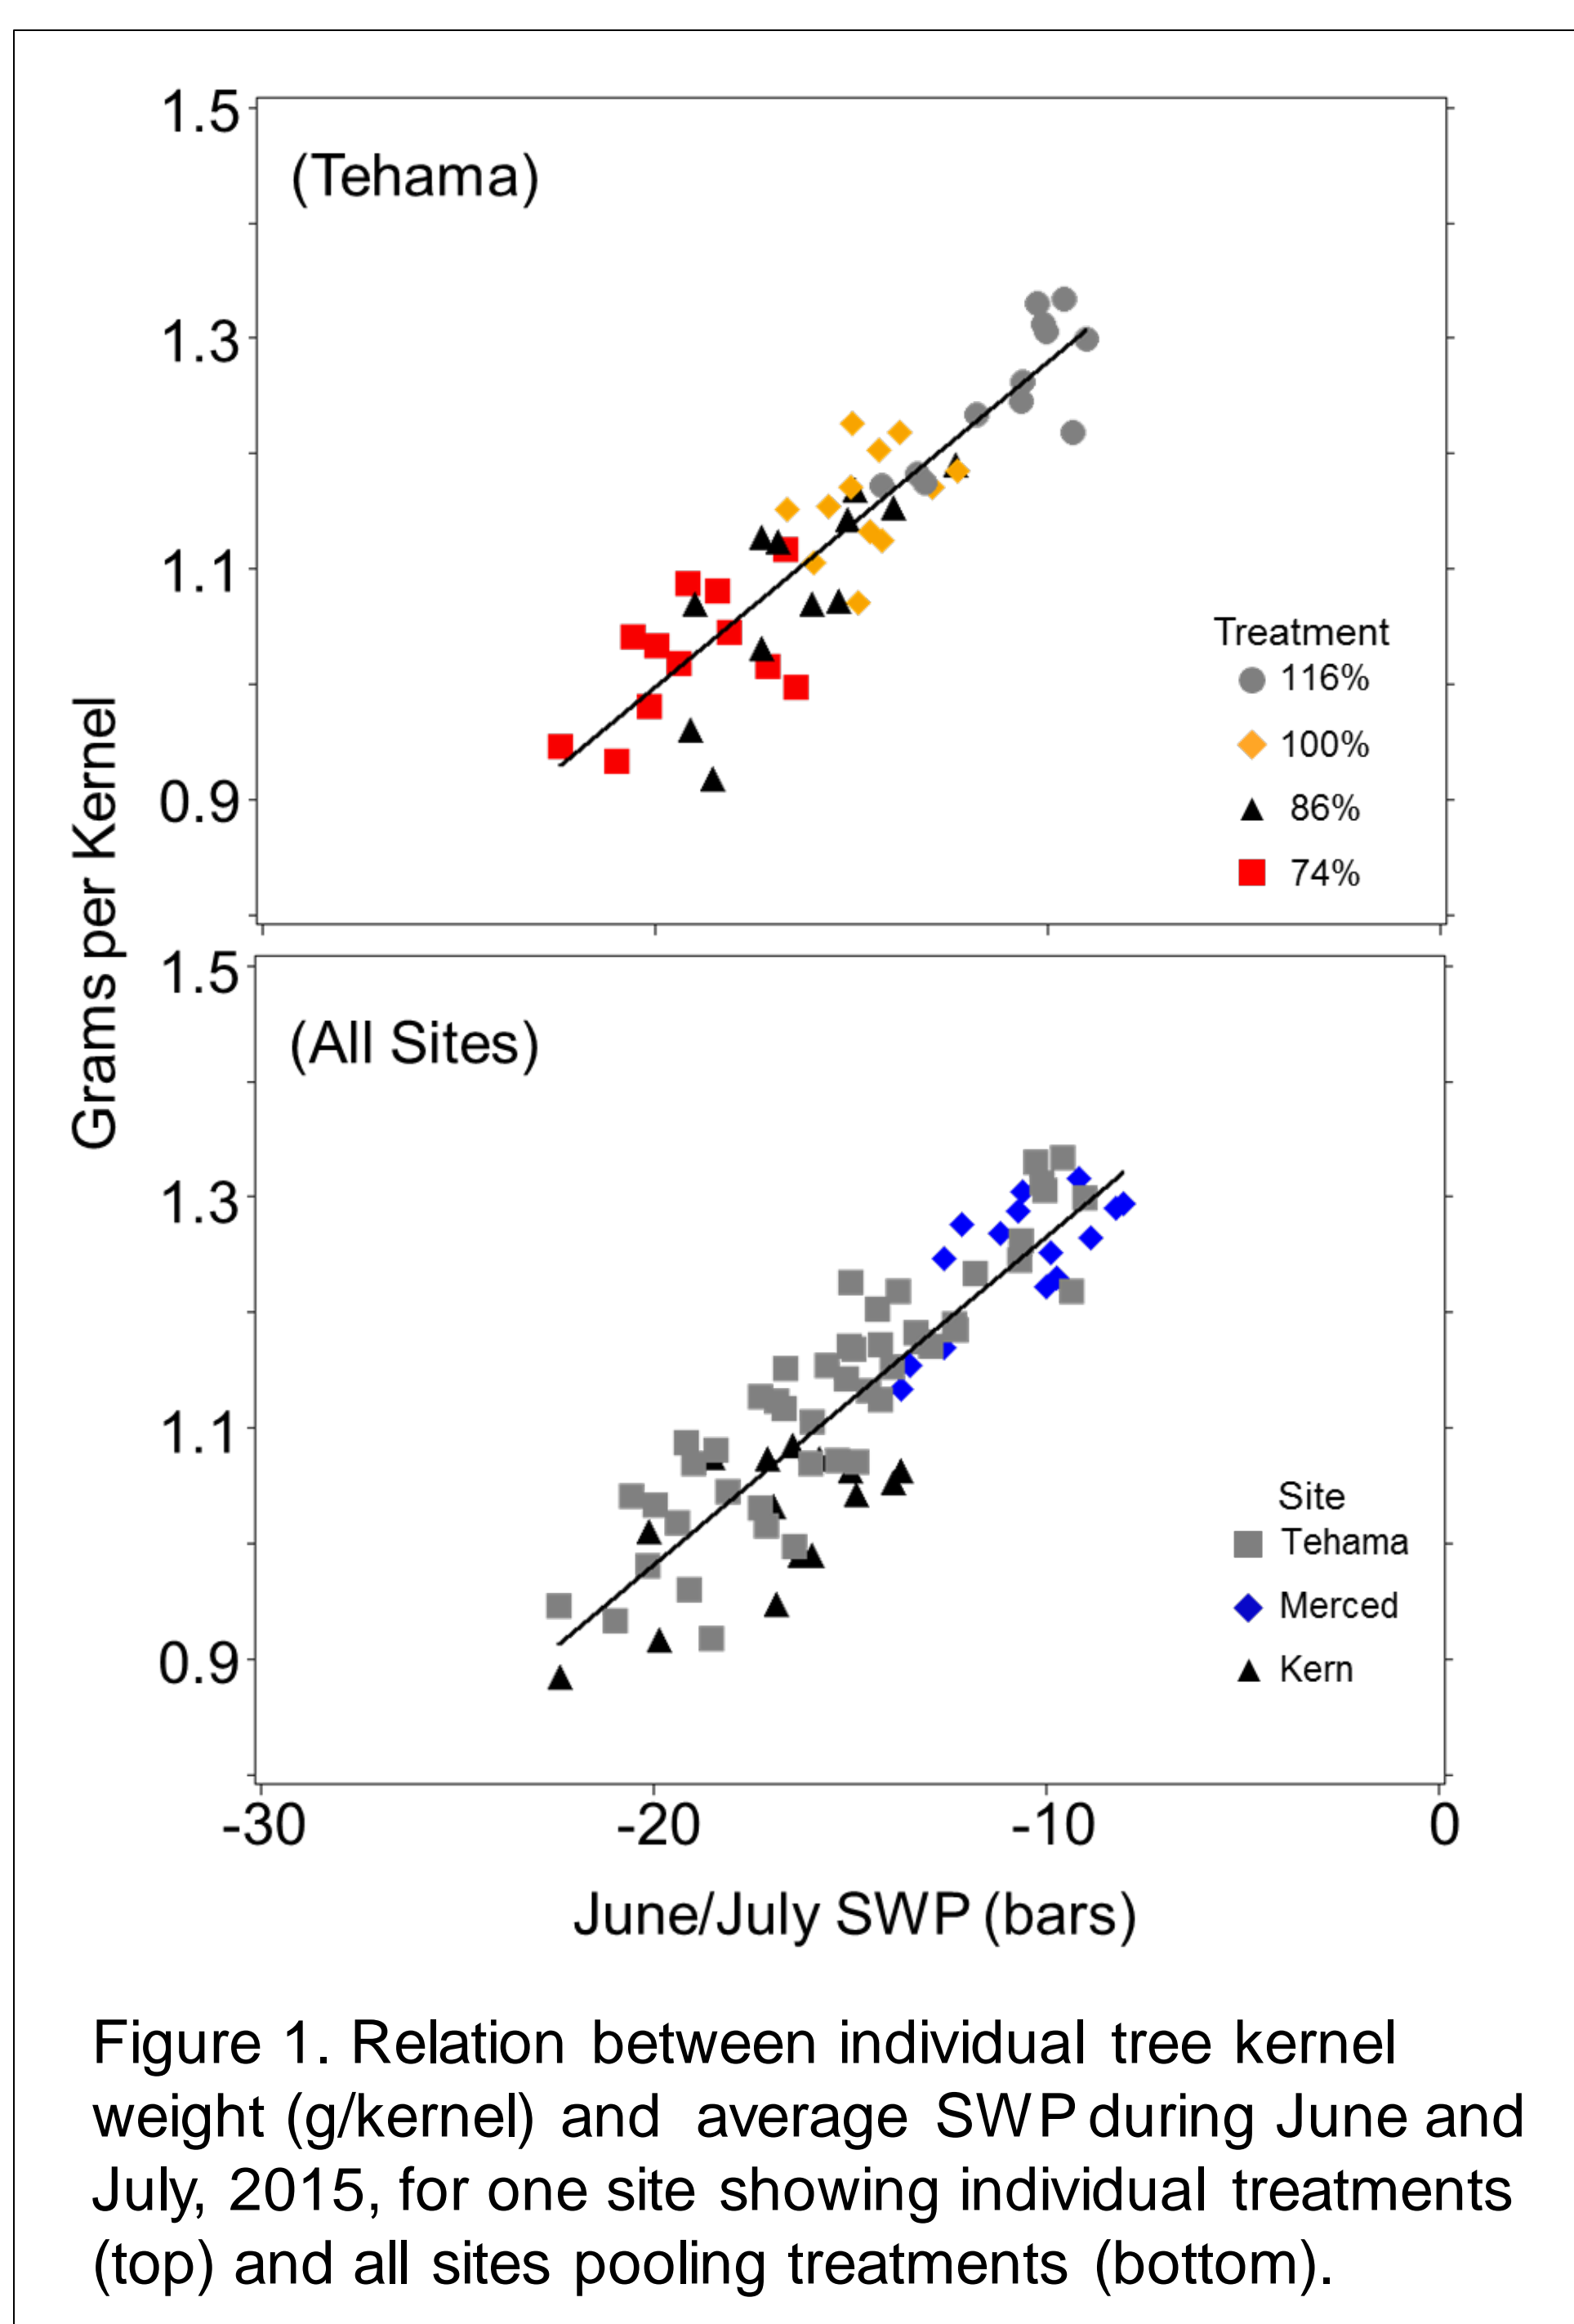 1.5
(Tehama)
1.3
1.1
0.9
Treatment
116%
100%
86%
74%
Grams per Kernel
1.5
(All Sites)
1.3
1.1
0.9
Site
Tehama
Merced
Kern
-30 -20 -10 0
June/July SWP (bars)
Figure 1. Relation between individual tree kernel
weight (g/kernel) and average SWP during June and
July, 2015, for one site showing individual treatments
(top) and all sites pooling treatments (bottom).